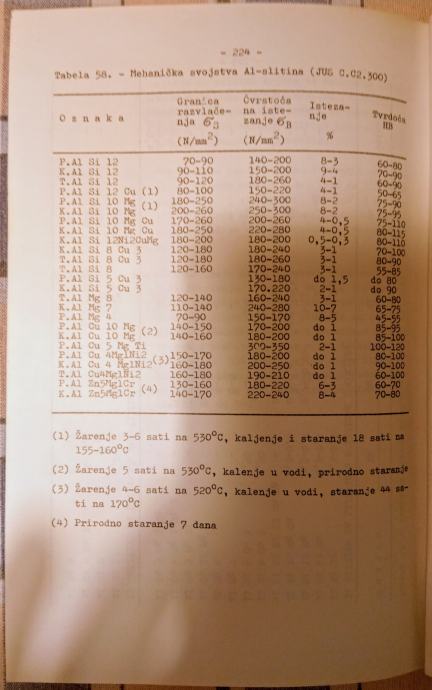 - 224 -
Tabela 58. - Mehanička svojstva Al-slitina (JUS C.C2.300)
O z n a k a Granica razvlače- nja σs (N/mm²) Čvrstoća na iste- zanje σB (N/mm²) Isteza- nje % Tvrdoća HB
P.Al Si 12 70-90 140-200 8-3 60-80
K.Al Si 12 90-110 150-200 9-4 70-90
T.Al Si 12 90-120 180-260 4-1 60-90
P.Al Si 12 Cu (1) 80-100 150-220 4-1 50-65
P.Al Si 10 Mg 180-250 240-300 8-2 75-90
K.Al Si 10 Mg (1) 200-260 250-300 8-2 75-95
P.Al Si 10 Mg Cu 170-260 200-260 4-0,5 75-110
K.Al Si 10 Mg Cu 180-250 220-280 4-0,5 80-115
K.Al Si 12Ni2CuMg 180-200 180-200 0,5-0,3 80-110
K.Al Si 8 Cu 3 120-180 180-240 3-1 70-100
T.Al Si 8 Cu 3 120-180 180-260 3-1 80-90
T.Al Si 8 120-160 170-240 3-1 55-85
P.Al Si 5 Cu 3 130-180 do 1,5 do 80
K.Al Si 5 Cu 3 170.220 2-1 do 90
T.Al Mg 8 120-140 160-240 3-1 60-80
K.Al Mg 7 110-140 240-280 10-7 65-75
P.Al Mg 4 70-90 150-170 8-5 45-55
P.Al Cu 10 Mg (2) 140-150 170-200 do 1 85-95
K.Al Cu 10 Mg 140-160 180-200 do 1 85-100
P.Al Cu 5 Mg Ti 300-350 2-1 100-120
P.Al Cu 4Mg1Ni2 150-170 180-200 do 1 80-100
K.Al Cu 4 Mg1Ni2 (3) 160-180 200-250 do 1 90-100
T.Al Cu4Mg1Ni2 160-180 190-210 do 1 60-100
P.Al Zn5Mg1Cr 130-160 180-220 6-3 60-70
K.Al Zn5Mg1Cr (4) 140-170 220-240 8-4 70-80
(1) Žarenje 3-6 sati na 530°C, kaljenje i staranje 18 sati na
155-160°C
(2) Žarenje 5 sati na 530°C, kalenje u vodi, prirodno staranje
(3) Žarenje 4-6 sati na 520°C, kalenje u vodi, staranje 44 sa-
ti na 170°C
(4) Prirodno staranje 7 dana